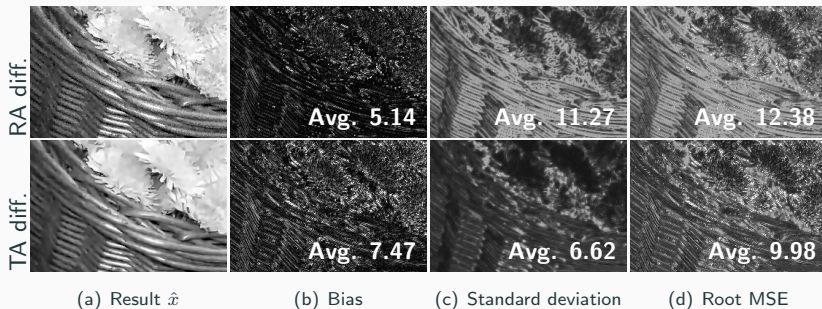 RA diff.
Avg. 5.14
Avg. 11.27
Avg. 12.38
TA diff.
Avg. 7.47
Avg. 6.62
Avg. 9.98
(a) Result x̂
(b) Bias
(c) Standard deviation
(d) Root MSE